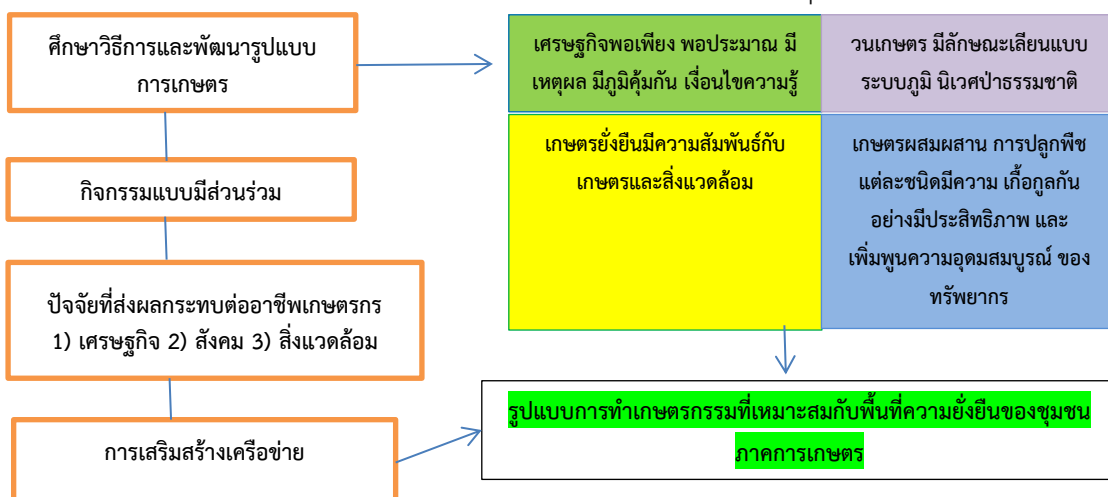 ศึกษาวิธีการและพัฒนารูปแบบ
การเกษตร
กิจกรรมแบบมีส่วนร่วม
ปัจจัยที่ส่งผลกระทบต่ออาชีพเกษตรกร
1) เศรษฐกิจ 2) สังคม 3) สิ่งแวดล้อม
การเสริมสร้างเครือข่าย
เศรษฐกิจพอเพียง พอประมาณ มี
เหตุผล มีภูมิคุ้มกัน เงื่อนไขความรู้
วนเกษตร มีลักษณะเลียนแบบ
ระบบภูมิ นิเวศป่าธรรมชาติ
เกษตรยั่งยืนมีความสัมพันธ์กับ
เกษตรและสิ่งแวดล้อม
เกษตรผสมผสาน การปลูกพืช
แต่ละชนิดมีความ เกื้อกูลกัน
อย่างมีประสิทธิภาพ และ
เพิ่มพูนความอุดมสมบูรณ์ ของ
ทรัพยากร
รูปแบบการทำเกษตรกรรมที่เหมาะสมกับพื้นที่ความยั่งยืนของชุมชน
ภาคการเกษตร